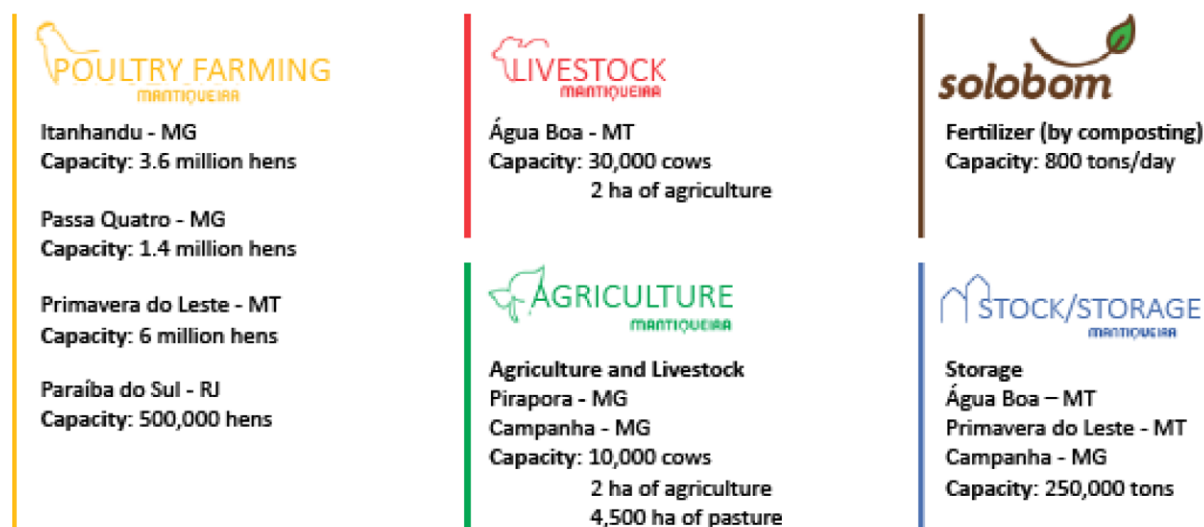 POULTRY FARMING
MANTIQUEIRA
Itanhandu - MG
Capacity: 3.6 million hens
Passa Quatro - MG
Capacity: 1.4 million hens
Primavera do Leste - MT
Capacity: 6 million hens
Paraíba do Sul - RJ
Capacity: 500,000 hens
LIVESTOCK
MANTIQUEIRA
Água Boa - MT
Capacity: 30,000 cows
2 ha of agriculture
AGRICULTURE
MANTIQUEIRA
Agriculture and Livestock
Pirapora - MG
Campanha - MG
Capacity: 10,000 cows
2 ha of agriculture
4,500 ha of pasture
solobom
Fertilizer (by composting)
Capacity: 800 tons/day
STOCK/STORAGE
MANTIQUEIRA
Storage
Água Boa – MT
Primavera do Leste - MT
Campanha - MG
Capacity: 250,000 tons